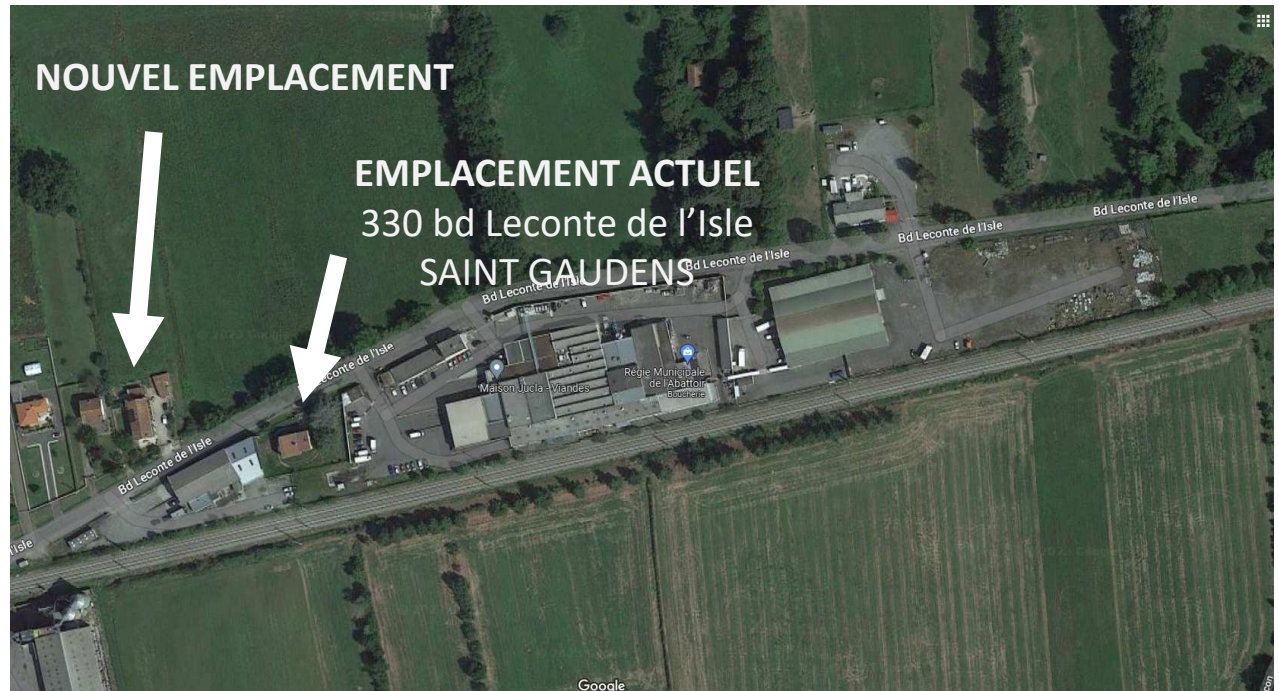 NOUVEL EMPLACEMENT
EMPLACEMENT ACTUEL
330 bd Leconte de l’Isle
SAINT GAUDENS
Bd Leconte de l'Isle
Bd Leconte de l'Isle
Bd Leconte de l'Isle
Bd Leconte de l'Isle
Leconte de l'Isle
Maison Jucla - Viandes
Régie Municipale
de l'Abattoir
Boucherie
Bd Leconte de l'Isle
l'Isle
Google